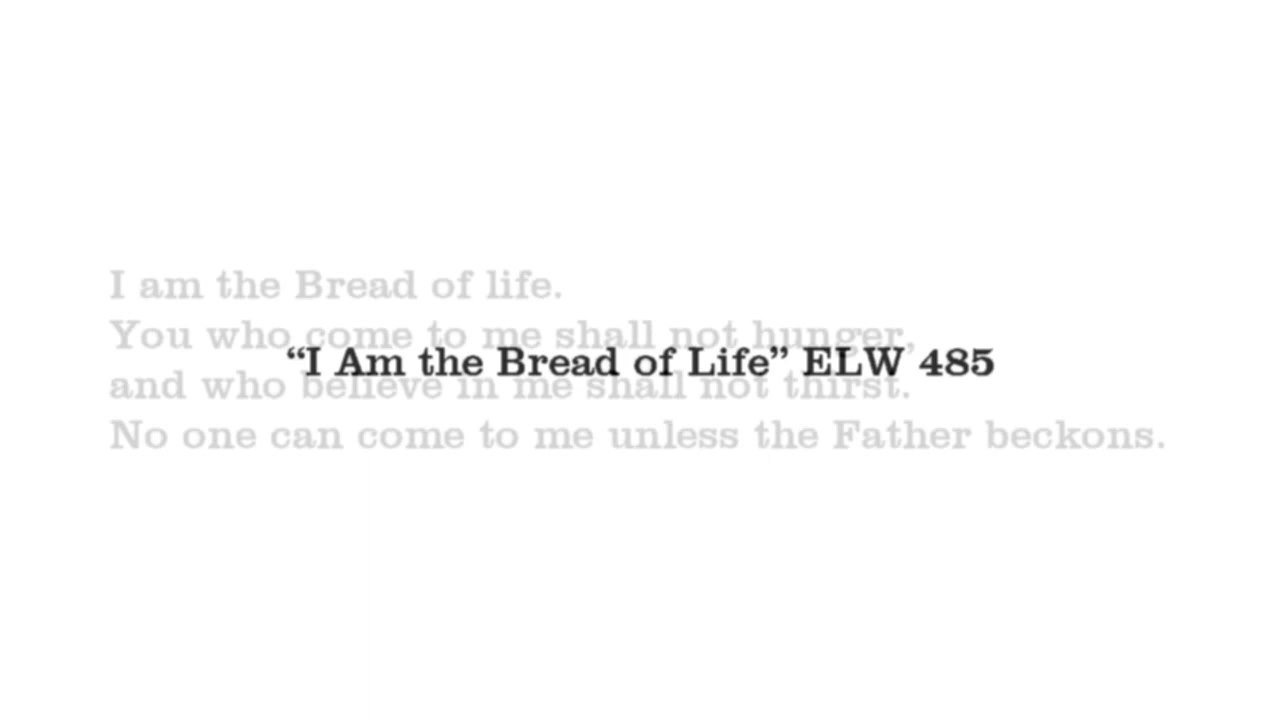 I am the Bread of life.
You who come to me shall not hunger,
“I Am the Bread of Life” ELW 485
and who believe in me shall not thirst.
No one can come to me unless the Father beckons.